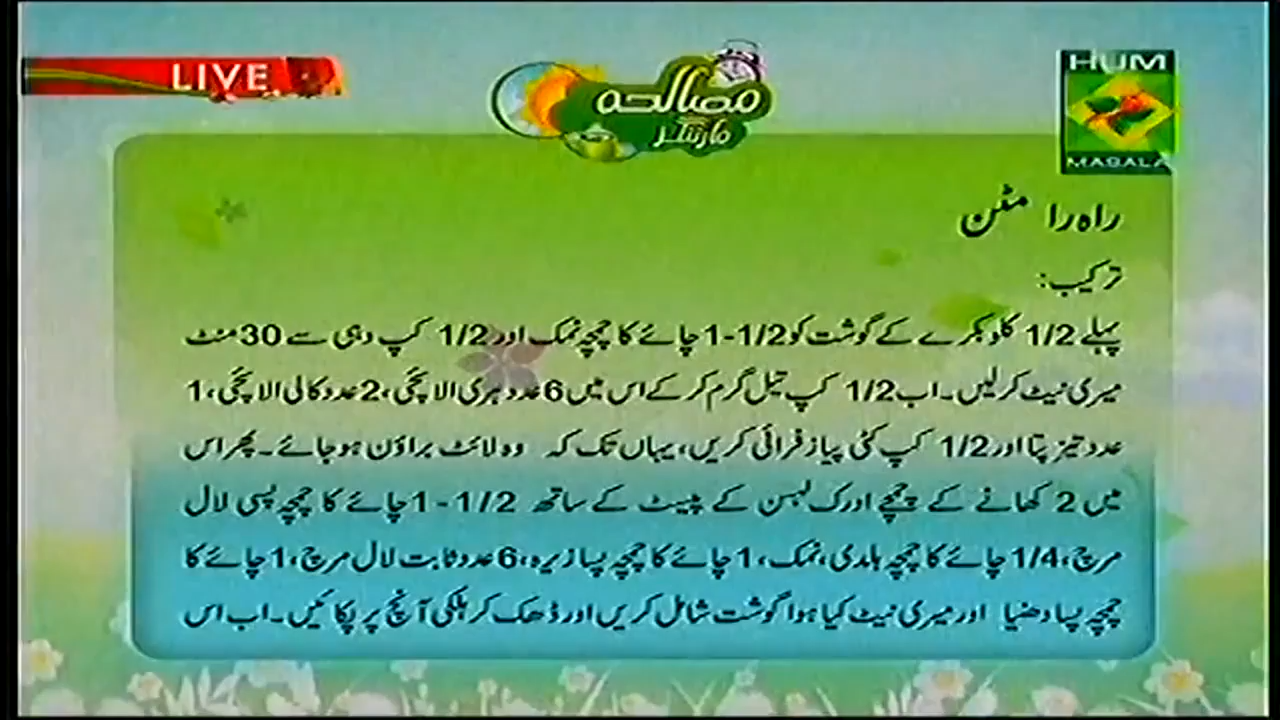 LIVE
مصالحہ
مارننگز
HUM
MASALA
راہ را مٹن
ترکیب:
پہلے 1/2 کلو بکرے کے گوشت کو 1/2-1 چائے کا چمچہ نمک اور 1/2 کپ دہی سے 30 منٹ
میری نیٹ کرلیں۔ اب 1/2 کپ تیل گرم کرکے اس میں 6 عدد ہری الائچی، 2 عدد کالی الائچی، 1
عدد تیز پتا اور 1/2 کپ کٹی پیاز فرائی کریں، یہاں تک کہ وہ لائٹ براؤن ہوجائے۔ پھر اس
میں 2 کھانے کے چمچے ادرک لہسن کے پیسٹ کے ساتھ 1/2-1 چائے کا چمچہ پسی لال
مرچ، 1/4 چائے کا چمچہ ہلدی، نمک، 1 چائے کا چمچہ پسا زیرہ، 6 عدد ثابت لال مرچ، 1 چائے کا
چمچہ پسا دھنیا اور میری نیٹ کیا ہوا گوشت شامل کریں اور ڈھک کر ہلکی آنچ پر پکائیں۔ اب اس